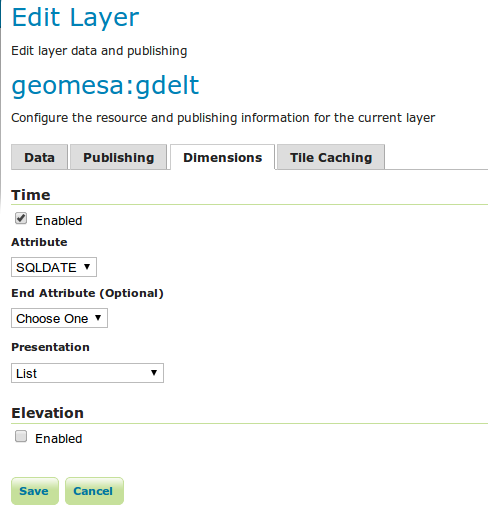 Edit Layer
Edit layer data and publishing
geomesa:gdelt
Configure the resource and publishing information for the current layer
Data Publishing Dimensions Tile Caching
Time
Enabled
Attribute
SQLDATE
End Attribute (Optional)
Choose One
Presentation
List
Elevation
Enabled
Save Cancel